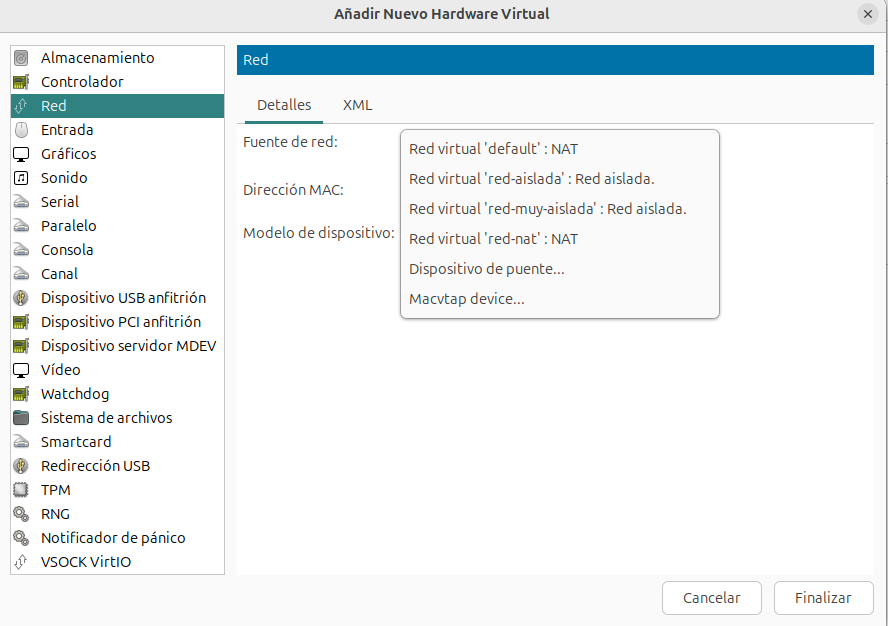 Añadir Nuevo Hardware Virtual
Almacenamiento
Controlador
Red
Entrada
Gráficos
Sonido
Serial
Paralelo
Consola
Canal
Dispositivo USB anfitrión
Dispositivo PCI anfitrión
Dispositivo servidor MDEV
Vídeo
Watchdog
Sistema de archivos
Smartcard
Redirección USB
TPM
RNG
Notificador de pánico
VSOCK VirtIO
Red
Detalles XML
Fuente de red:
Dirección MAC:
Modelo de dispositivo:
Red virtual 'default' : NAT
Red virtual 'red-aislada' : Red aislada.
Red virtual 'red-muy-aislada' : Red aislada.
Red virtual 'red-nat' : NAT
Dispositivo de puente...
Macvtap device...
Cancelar Finalizar